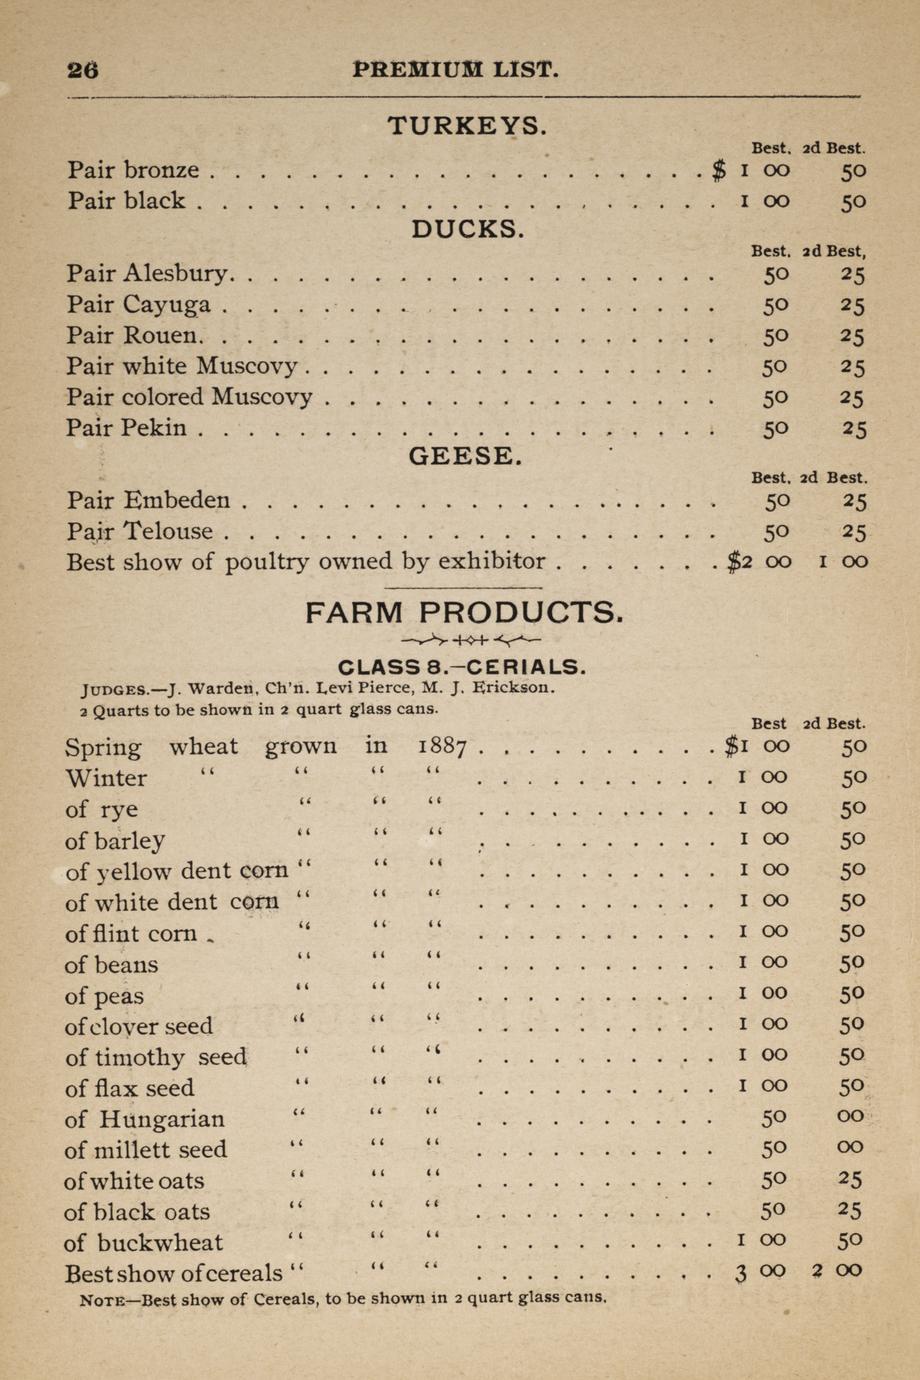 26 PREMIUM LIST.
TURKEYS.
Best. 2d Best.
Pair bronze . . . . . . . . . . . . . . . . . . . . $ 1 00 50
Pair black . . . . . . . . . . . . . . . . . . . . . 1 00 50
DUCKS.
Best. 2d Best,
Pair Alesbury. . . . . . . . . . . . . . . . . . . . 50 25
Pair Cayuga . . . . . . . . . . . . . . . . . . . . 50 25
Pair Rouen. . . . . . . . . . . . . . . . . . . . . 50 25
Pair white Muscovy . . . . . . . . . . . . . . . . . 50 25
Pair colored Muscovy . . . . . . . . . . . . . . . . 50 25
Pair Pekin . . . . . . . . . . . . . . . . . . . . . 50 25
GEESE.
Best. 2d Best.
Pair Embeden . . . . . . . . . . . . . . . . . . . 50 25
Pair Telouse . . . . . . . . . . . . . . . . . . . . 50 25
Best show of poultry owned by exhibitor . . . . . . . $2 00 1 00
FARM PRODUCTS.
CLASS 8.—CERIALS.
JUDGES.—J. Warden, Ch'n. Levi Pierce, M. J. Erickson.
2 Quarts to be shown in 2 quart glass cans.
Best 2d Best.
Spring wheat grown in 1887 . . . . . . . . . . $1 00 50
Winter “ “ “ “ . . . . . . . . . . 1 00 50
of rye “ “ “ . . . . . . . . . . 1 00 50
of barley “ “ “ . . . . . . . . . . 1 00 50
of yellow dent corn “ “ “ . . . . . . . . . . 1 00 50
of white dent corn “ “ “ . . . . . . . . . . 1 00 50
of flint corn . “ “ “ . . . . . . . . . . 1 00 50
of beans “ “ “ . . . . . . . . . . 1 00 50
of peas “ “ “ . . . . . . . . . . 1 00 50
of clover seed “ “ “ . . . . . . . . . . 1 00 50
of timothy seed “ “ “ . . . . . . . . . . 1 00 50
of flax seed “ “ “ . . . . . . . . . . 1 00 50
of Hungarian “ “ “ . . . . . . . . . . 50 00
of millett seed “ “ “ . . . . . . . . . . 50 00
of white oats “ “ “ . . . . . . . . . . 50 25
of black oats “ “ “ . . . . . . . . . . 50 25
of buckwheat “ “ “ . . . . . . . . . . 1 00 50
Best show of cereals “ “ “ . . . . . . . . . . 3 00 2 00
NOTE—Best show of Cereals, to be shown in 2 quart glass cans.